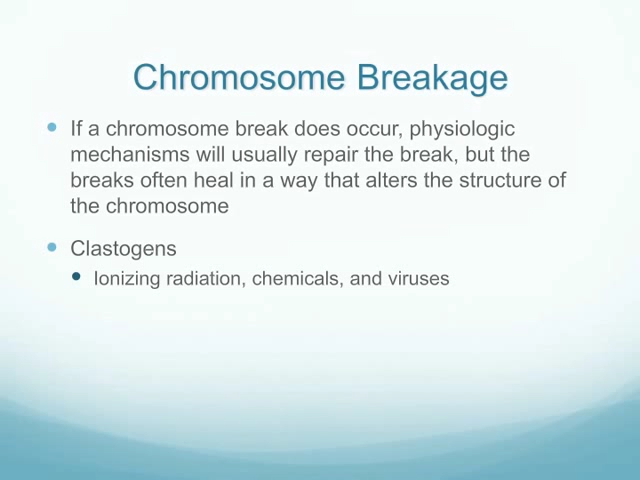 Chromosome Breakage
• If a chromosome break does occur, physiologic
mechanisms will usually repair the break, but the
breaks often heal in a way that alters the structure of
the chromosome
• Clastogens
• Ionizing radiation, chemicals, and viruses